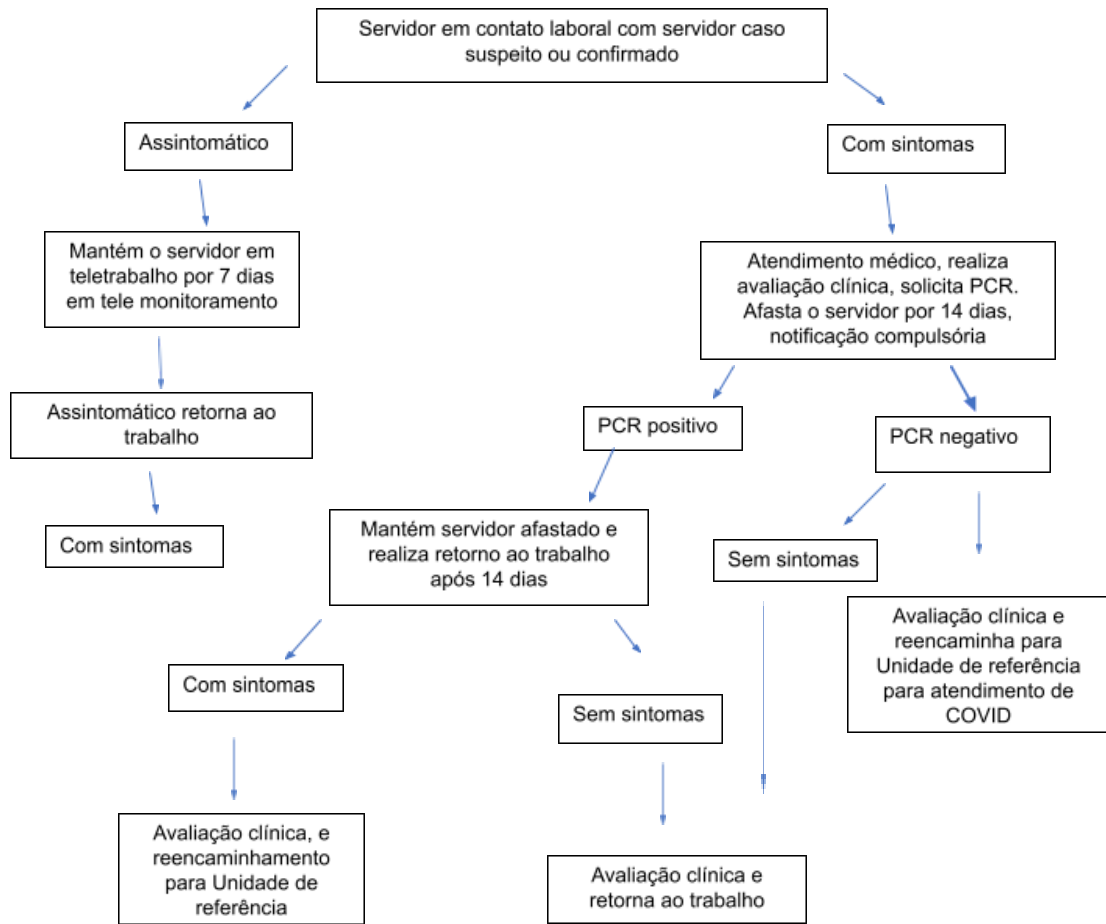 Servidor em contato laboral com servidor caso
suspeito ou confirmado
Assintomático
Com sintomas
Mantém o servidor em
teletrabalho por 7 dias
em tele monitoramento
Atendimento médico, realiza
avaliação clínica, solicita PCR.
Afasta o servidor por 14 dias,
notificação compulsória
Assintomático retorna ao
trabalho
PCR positivo
PCR negativo
Com sintomas
Mantém servidor afastado e
realiza retorno ao trabalho
após 14 dias
Sem sintomas
Avaliação clínica e
reencaminha para
Unidade de referência
para atendimento de
COVID
Com sintomas
Sem sintomas
Avaliação clínica, e
reencaminhamento
para Unidade de
referência
Avaliação clínica e
retorna ao trabalho